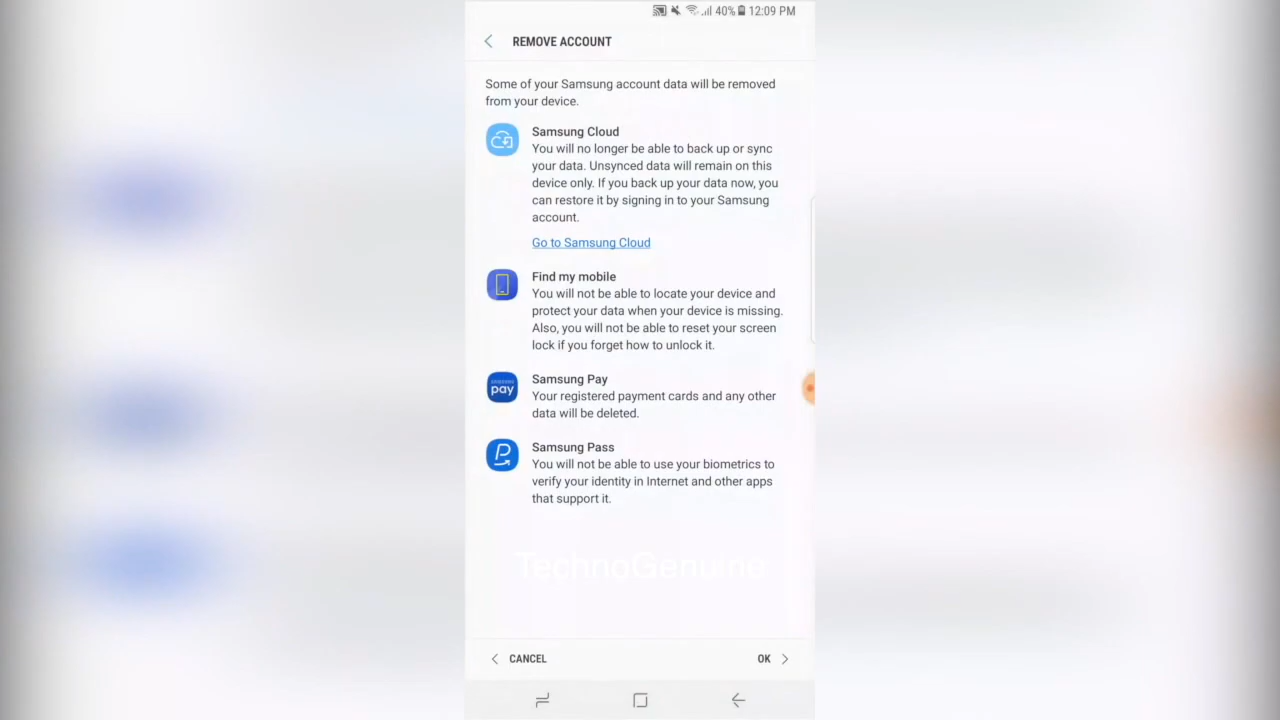 40% 12:09 PM
REMOVE ACCOUNT
Some of your Samsung account data will be removed
from your device.
Samsung Cloud
You will no longer be able to back up or sync
your data. Unsynced data will remain on this
device only. If you back up your data now, you
can restore it by signing in to your Samsung
account.
Go to Samsung Cloud
Find my mobile
You will not be able to locate your device and
protect your data when your device is missing.
Also, you will not be able to reset your screen
lock if you forget how to unlock it.
SAMSUNG
pay
Samsung Pay
Your registered payment cards and any other
data will be deleted.
Samsung Pass
You will not be able to use your biometrics to
verify your identity in Internet and other apps
that support it.
TechnoGenuine
CANCEL
OK